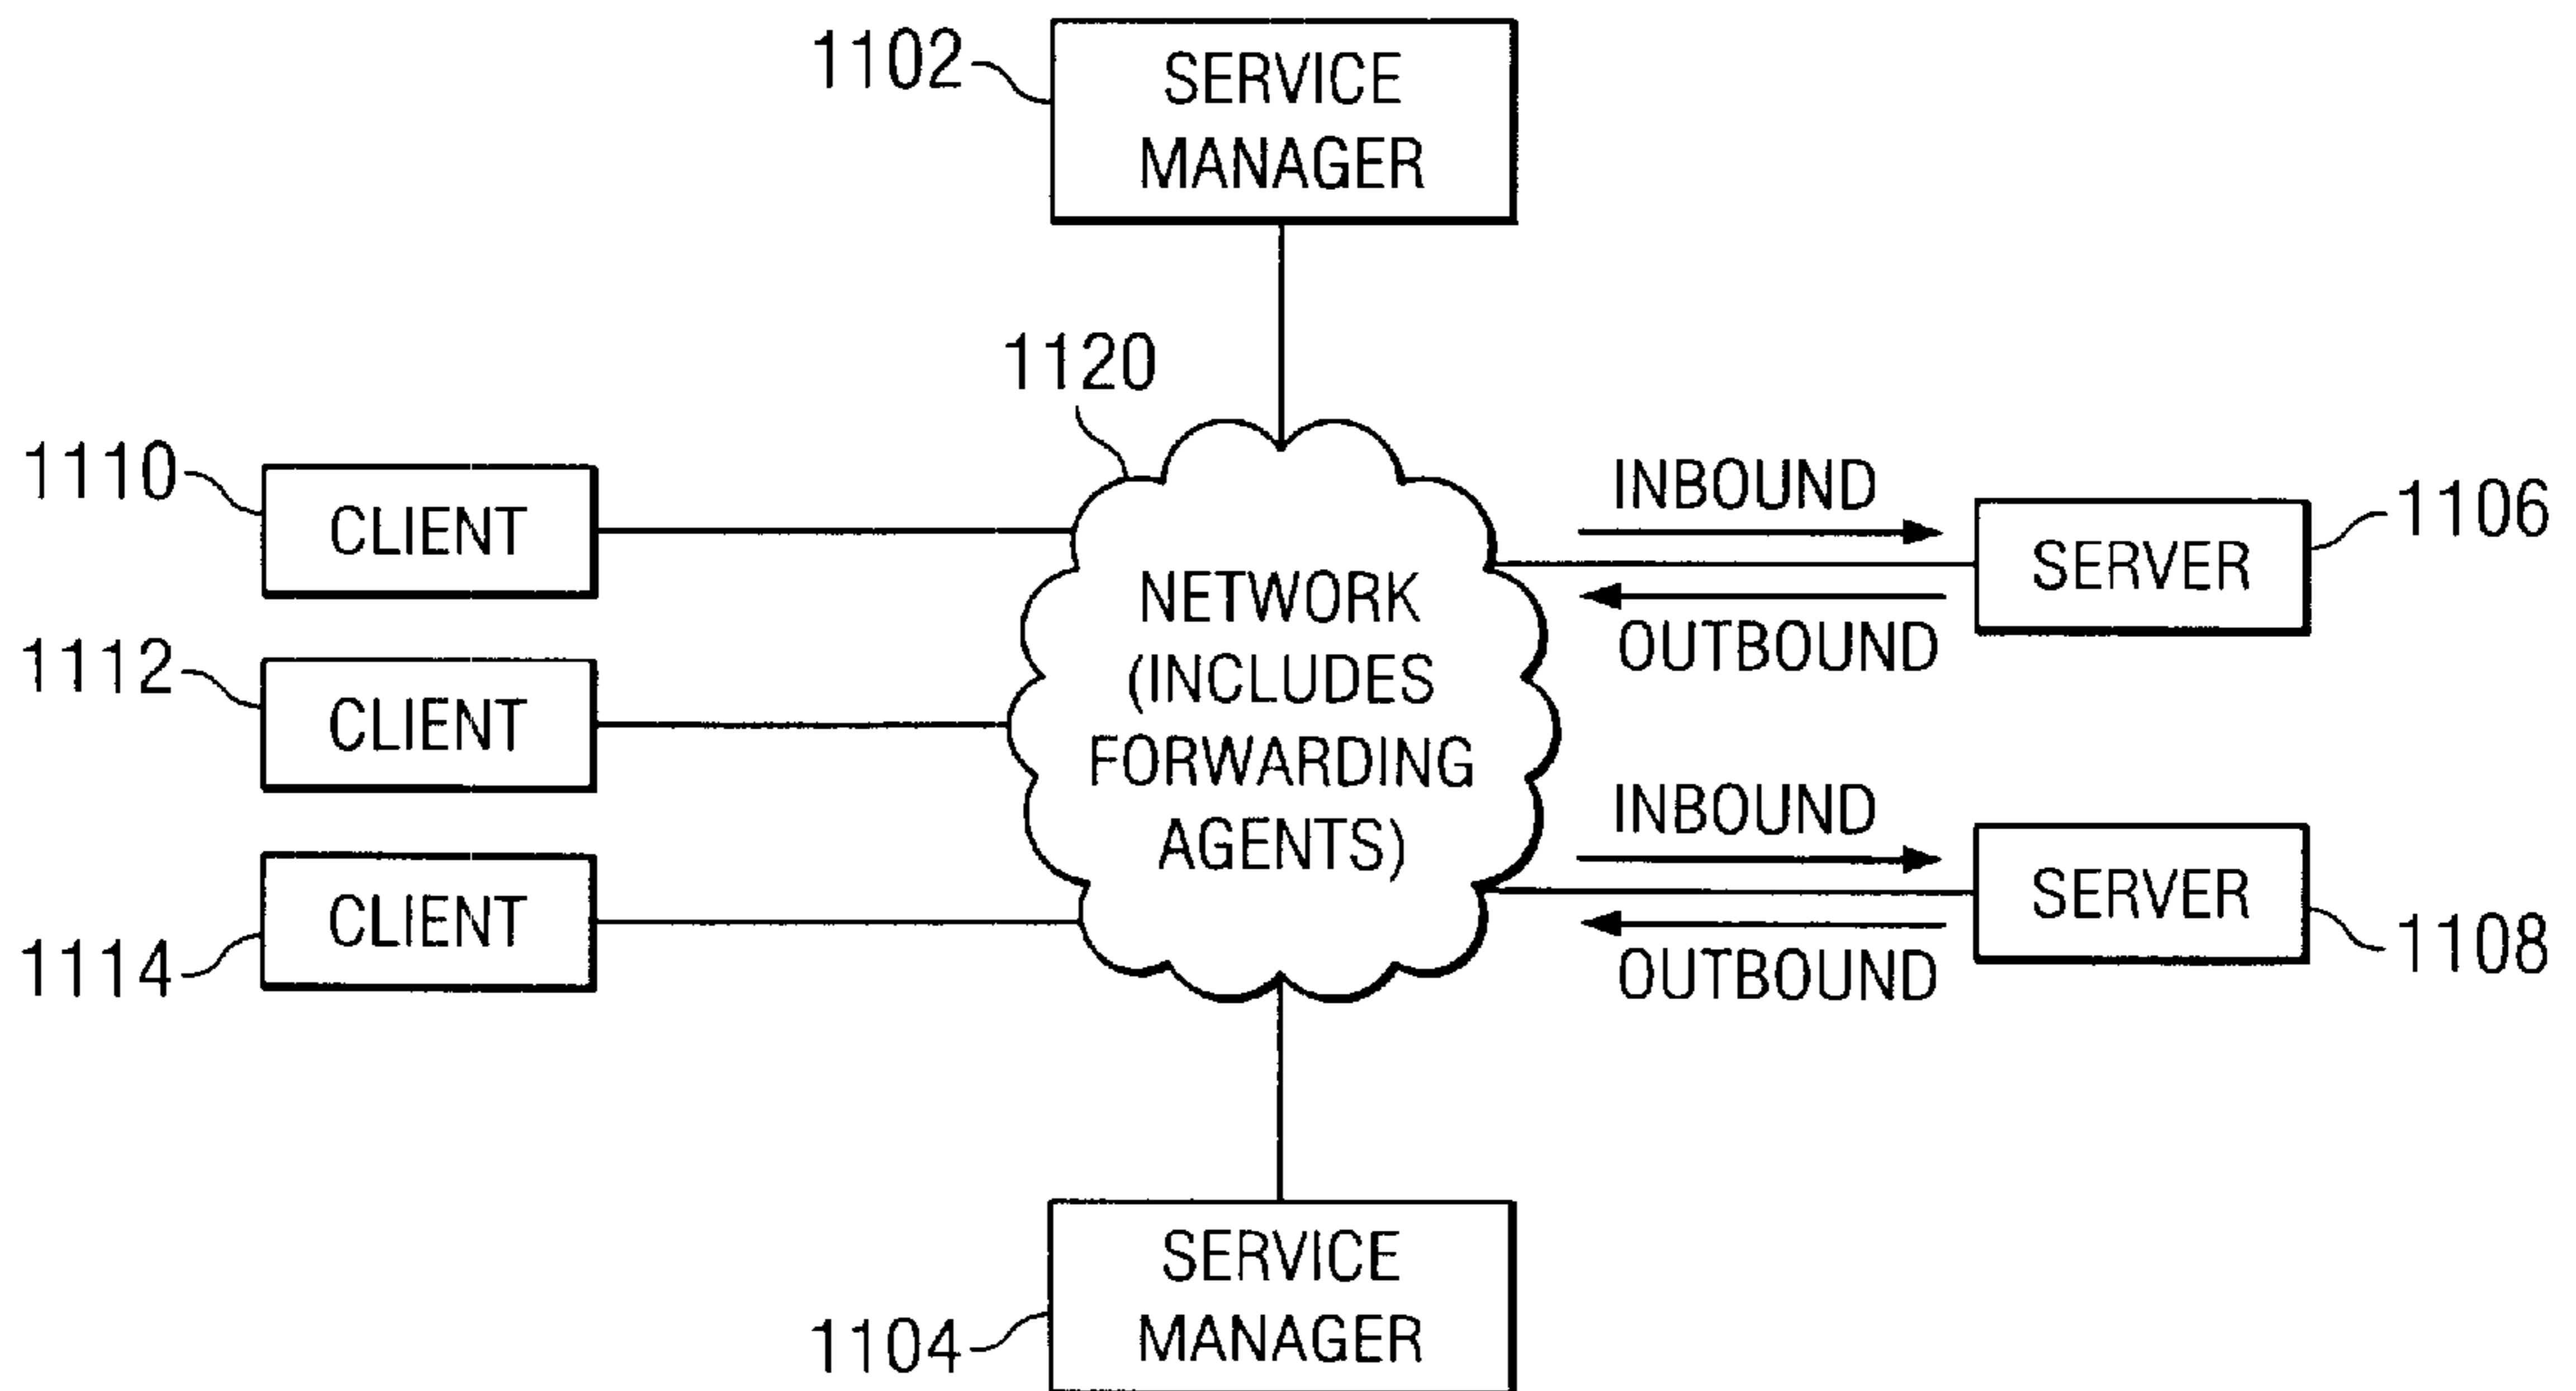 1102
SERVICE
MANAGER
1120
1110
CLIENT
1112
CLIENT
1114
CLIENT
NETWORK
(INCLUDES
FORWARDING
AGENTS)
INBOUND
OUTBOUND
SERVER
1106
INBOUND
OUTBOUND
SERVER
1108
SERVICE
MANAGER
1104